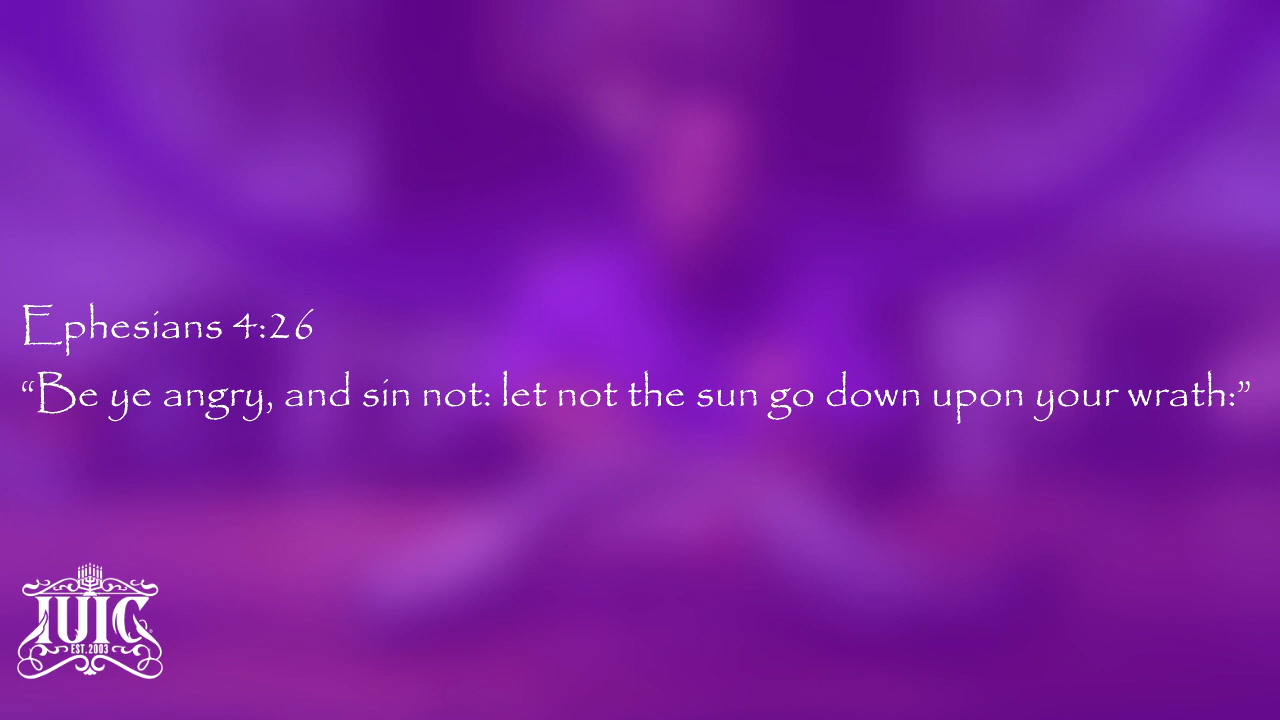 Ephesians 4:26
“Be ye angry, and sin not: let not the sun go down upon your wrath:”
IUIC
EST. 2003